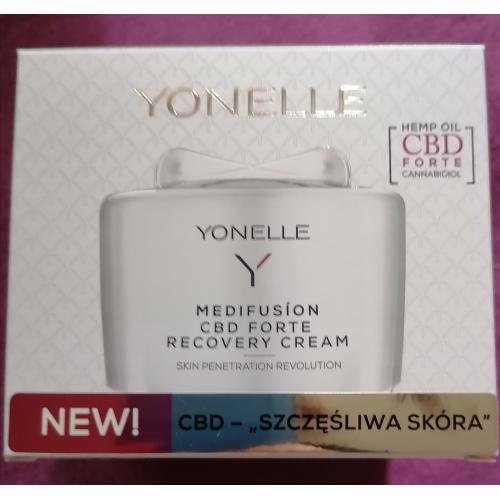 YONELLE
HEMP OIL
CBD
FORTE
CANNABIDIOL
YONELLE
Y
MEDIFUSÍON
CBD FORTE
RECOVERY CREAM
SKIN PENETRATION REVOLUTION
NEW! CBD – „SZCZĘŚLIWA SKÓRA”